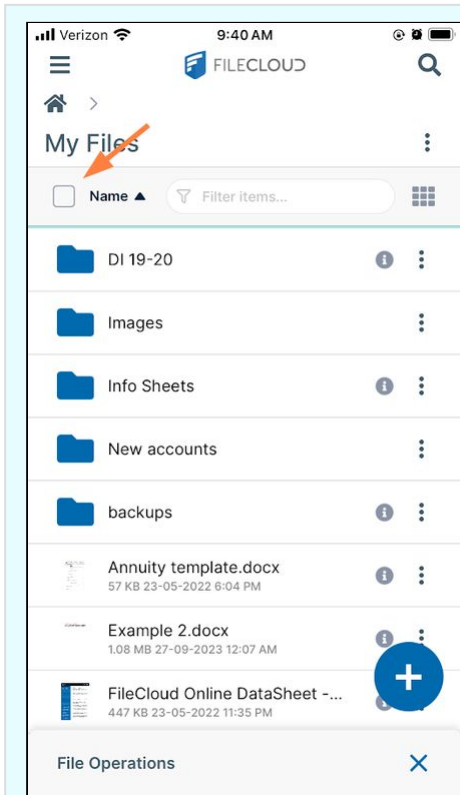 Verizon 9:40 AM
FILECLOUD
My Files
Name ▲ Filter items...
DI 19-20
Images
Info Sheets
New accounts
backups
Annuity template.docx
57 KB 23-05-2022 6:04 PM
Example 2.docx
1.08 MB 27-09-2023 12:07 AM
FileCloud Online DataSheet -...
447 KB 23-05-2022 11:35 PM
File Operations